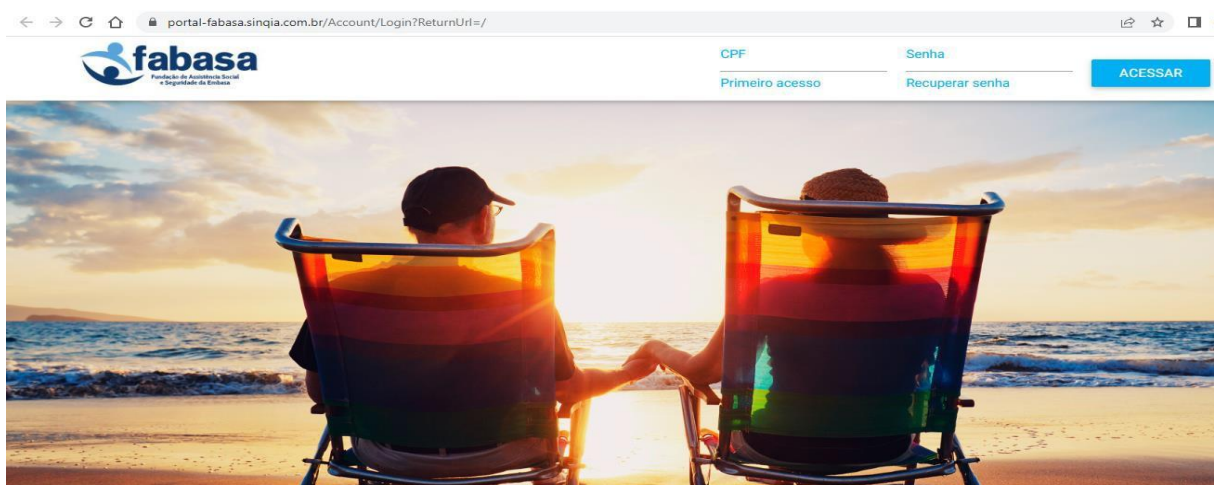 portal-fabasa.sinqia.com.br/Account/Login?ReturnUrl=/
fabasa
Fundação de Assistência Social
e Seguridade da Embasa
CPF
Senha
ACESSAR
Primeiro acesso
Recuperar senha